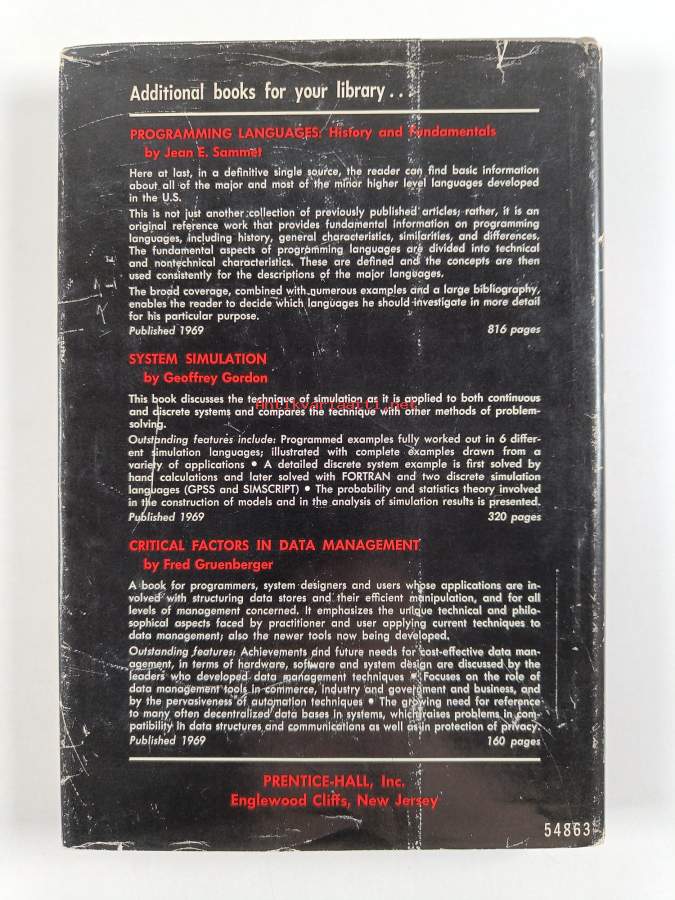 Additional books for your library...
PROGRAMMING LANGUAGES: History and Fundamentals
by Jean E. Sammet
Here at last, in a definitive single source, the reader can find basic information
about all of the major and most of the minor higher level languages developed
in the U.S.
This is not just another collection of previously published articles; rather, it is an
original reference work that provides fundamental information on programming
languages, including history, general characteristics, similarities, and differences.
The fundamental aspects of programming languages are divided into technical
and nontechnical characteristics. These are defined and the concepts are then
used consistently for the descriptions of the major languages.
The broad coverage, combined with numerous examples and a large bibliography,
enables the reader to decide which languages he should investigate in more detail
for his particular purpose.
Published 1969 816 pages
SYSTEM SIMULATION
by Geoffrey Gordon
This book discusses the technique of simulation as it is applied to both continuous
Antikvariaatti.net
and discrete systems and compares the technique with other methods of problem-
solving.
Outstanding features include: Programmed examples fully worked out in 6 differ-
ent simulation languages; illustrated with complete examples drawn from a
variety of applications • A detailed discrete system example is first solved by
hand calculations and later solved with FORTRAN and two discrete simulation
languages (GPSS and SIMSCRIPT) • The probability and statistics theory involved
in the construction of models and in the analysis of simulation results is presented.
Published 1969 320 pages
CRITICAL FACTORS IN DATA MANAGEMENT
by Fred Gruenberger
A book for programmers, system designers and users whose applications are in-
volved with structuring data stores and their efficient manipulation, and for all
levels of management concerned. It emphasizes the unique technical and philo-
sophical aspects faced by practitioner and user applying current techniques to
data management; also the newer tools now being developed.
Outstanding features: Achievements and future needs for cost-effective data man-
agement, in terms of hardware, software and system design are discussed by the
leaders who developed data management techniques • Focuses on the role of
data management tools in commerce, industry and government and business, and
by the pervasiveness of automation techniques • The growing need for reference
to many often decentralized data bases in systems, which raises problems in com-
patibility in data structures and communications as well as in protection of privacy.
Published 1969 160 pages
PRENTICE-HALL, Inc.
Englewood Cliffs, New Jersey
54863